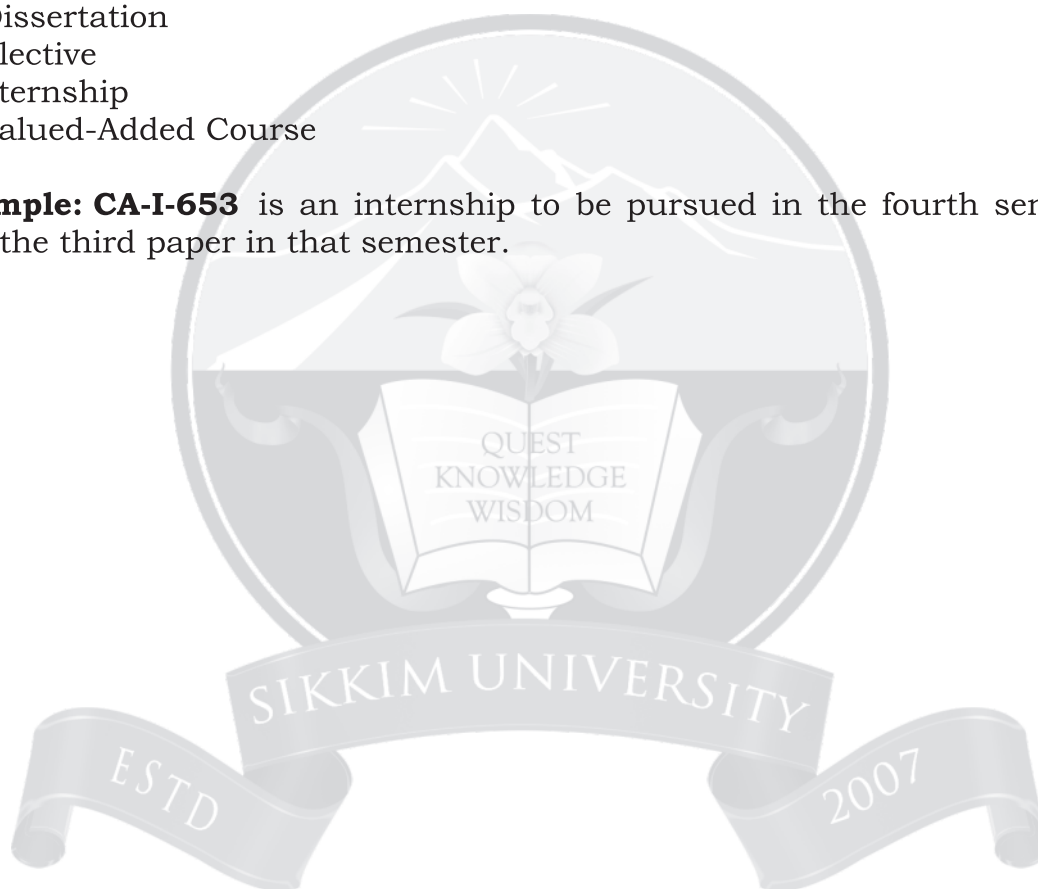 issertation
lective
ternship
alued-Added Course
mple: CA-I-653 is an internship to be pursued in the fourth ser
the third paper in that semester.
QUEST
KNOWLEDGE
WISDOM
SIKKIM UNIVERSITY
ESTD
2007